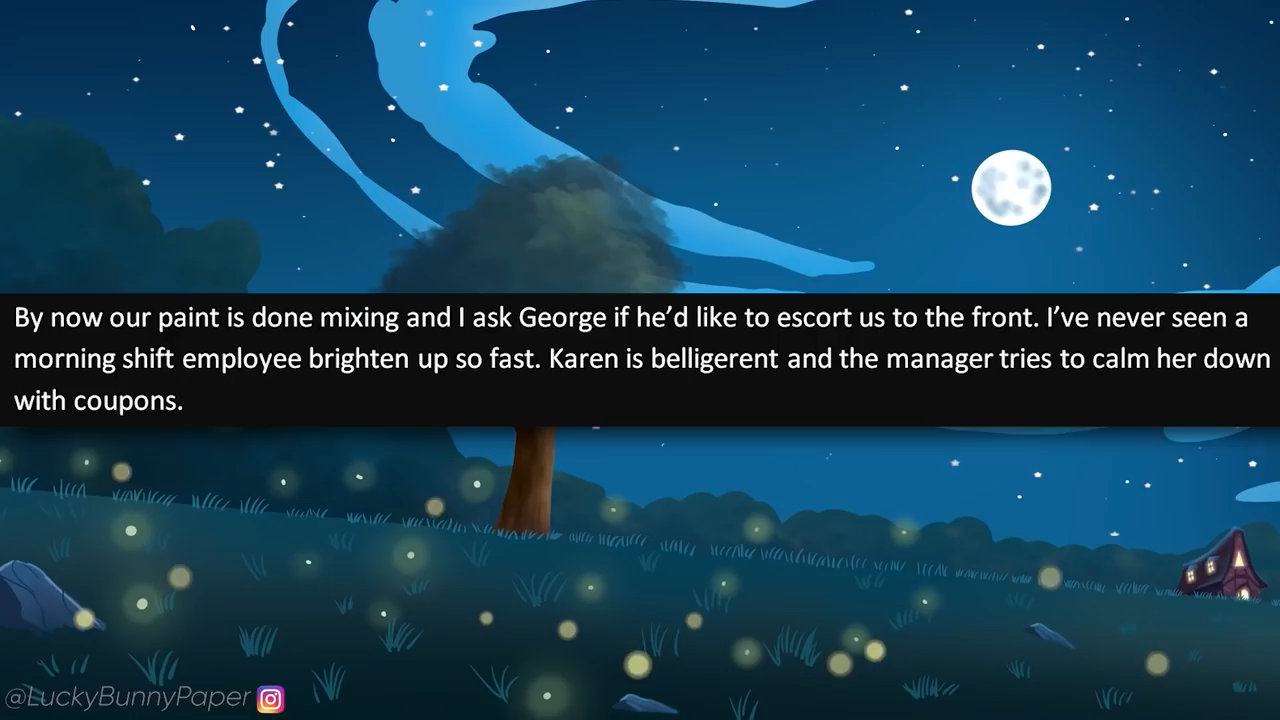 By now our paint is done mixing and I ask George if he’d like to escort us to the front. I’ve never seen a
morning shift employee brighten up so fast. Karen is belligerent and the manager tries to calm her down
with coupons.
@LuckyBunnyPaper